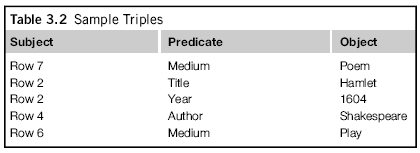 Table 3.2 Sample Triples
Subject Predicate Object
Row 7 Medium Poem
Row 2 Title Hamlet
Row 2 Year 1604
Row 4 Author Shakespeare
Row 6 Medium Play